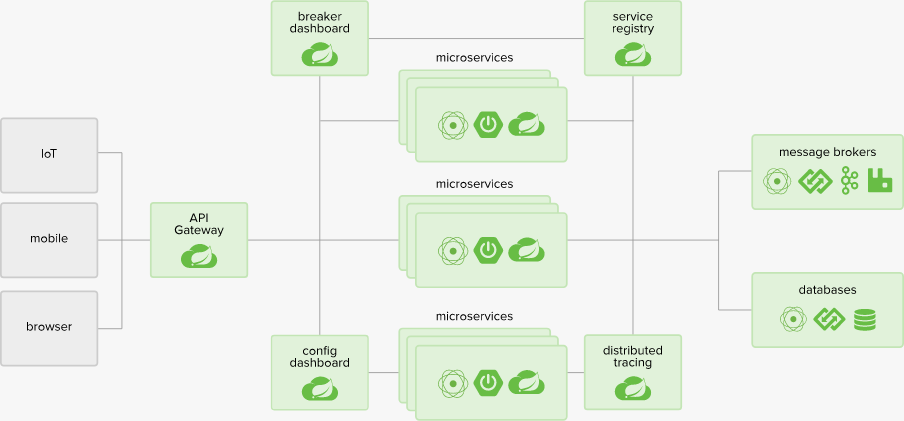 breaker
dashboard
service
registry
microservices
IoT
mobile
browser
API
Gateway
microservices
message brokers
databases
microservices
config
dashboard
distributed
tracing